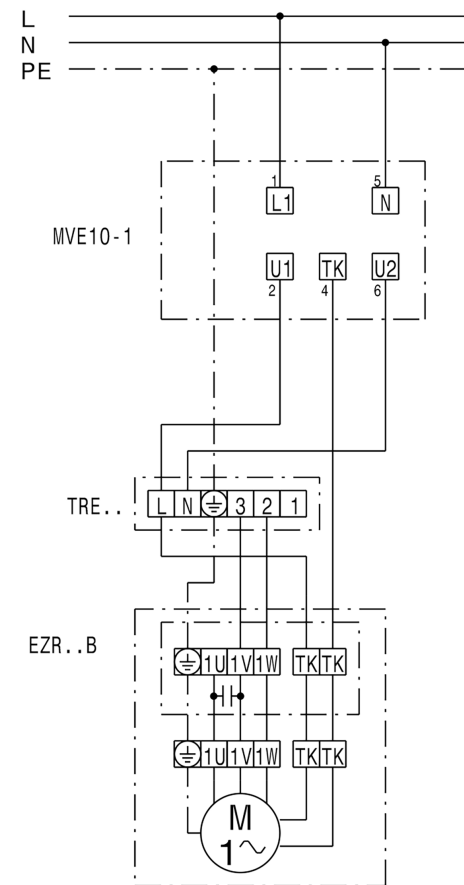 L
N
PE
1 5
L1 N
MVE10-1
U1 TK U2
2 4 6
TRE.. L N 3 2 1
EZR..B
1U 1V 1W TK TK
1U 1V 1W TK TK
M
1~